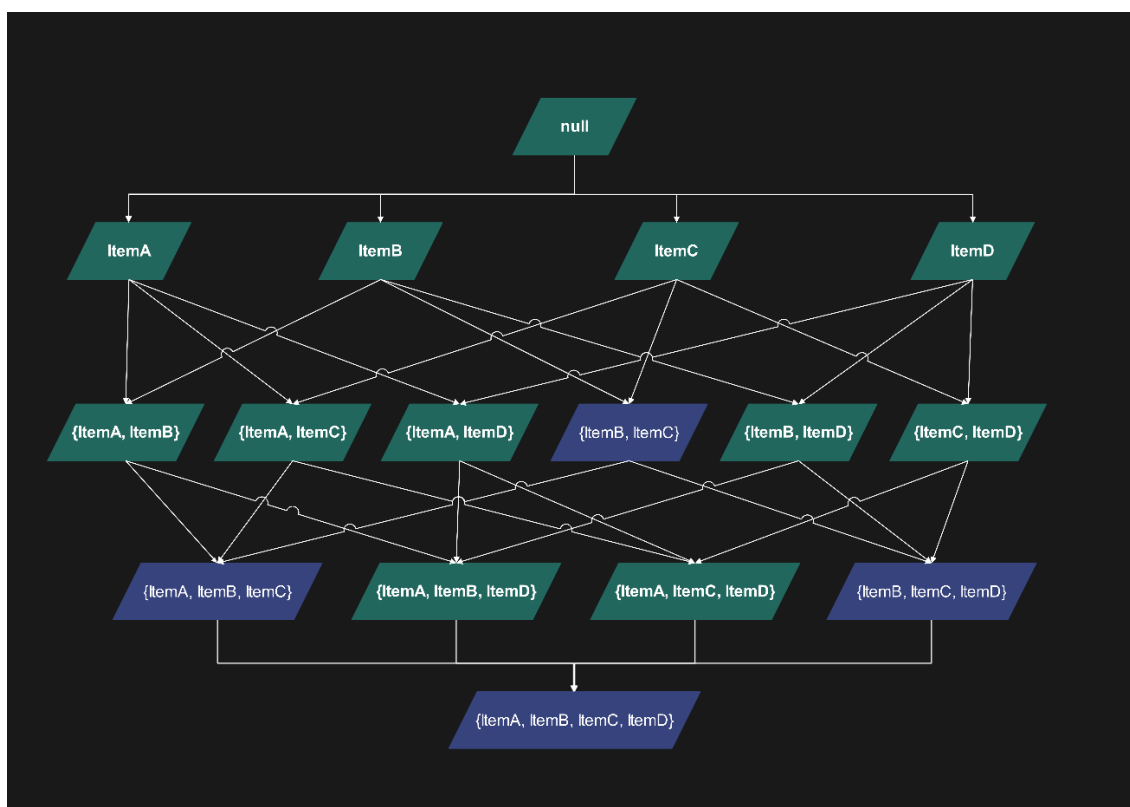 null
ItemA
ItemB
ItemC
ItemD
{ItemA, ItemB}
{ItemA, ItemC}
{ItemA, ItemD}
{ItemB, ItemC}
{ItemB, ItemD}
{ItemC, ItemD}
{ItemA, ItemB, ItemC}
{ItemA, ItemB, ItemD}
{ItemA, ItemC, ItemD}
{ItemB, ItemC, ItemD}
{ItemA, ItemB, ItemC, ItemD}